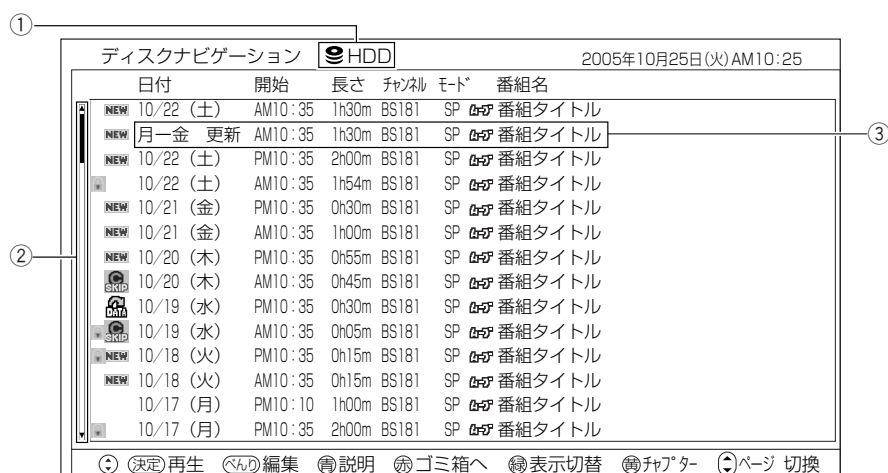 ①
ディスクナビゲーション HDD 2005年10月25日(火)AM10:25
日付 開始 長さ チャンネル モード 番組名
NEW 10/22 (土) AM10:35 1h30m BS181 SP 番組タイトル
NEW 月ー金 更新 AM10:35 1h30m BS181 SP 番組タイトル ③
NEW 10/22 (土) PM10:35 2h00m BS181 SP 番組タイトル
10/22 (土) AM10:35 1h54m BS181 SP 番組タイトル
NEW 10/21 (金) PM10:35 0h30m BS181 SP 番組タイトル
NEW 10/21 (金) AM10:35 1h00m BS181 SP 番組タイトル
② NEW 10/20 (木) PM10:35 0h55m BS181 SP 番組タイトル
C SKIP 10/20 (木) AM10:35 0h45m BS181 SP 番組タイトル
DATA 10/19 (水) PM10:35 0h30m BS181 SP 番組タイトル
C SKIP 10/19 (水) AM10:35 0h05m BS181 SP 番組タイトル
NEW 10/18 (火) PM10:35 0h15m BS181 SP 番組タイトル
NEW 10/18 (火) AM10:35 0h15m BS181 SP 番組タイトル
10/17 (月) PM10:10 1h00m BS181 SP 番組タイトル
10/17 (月) PM10:35 2h00m BS181 SP 番組タイトル
決定 再生 べんり 編集 青 説明 赤 ゴミ箱へ 緑 表示切替 黄 チャプター ページ 切換